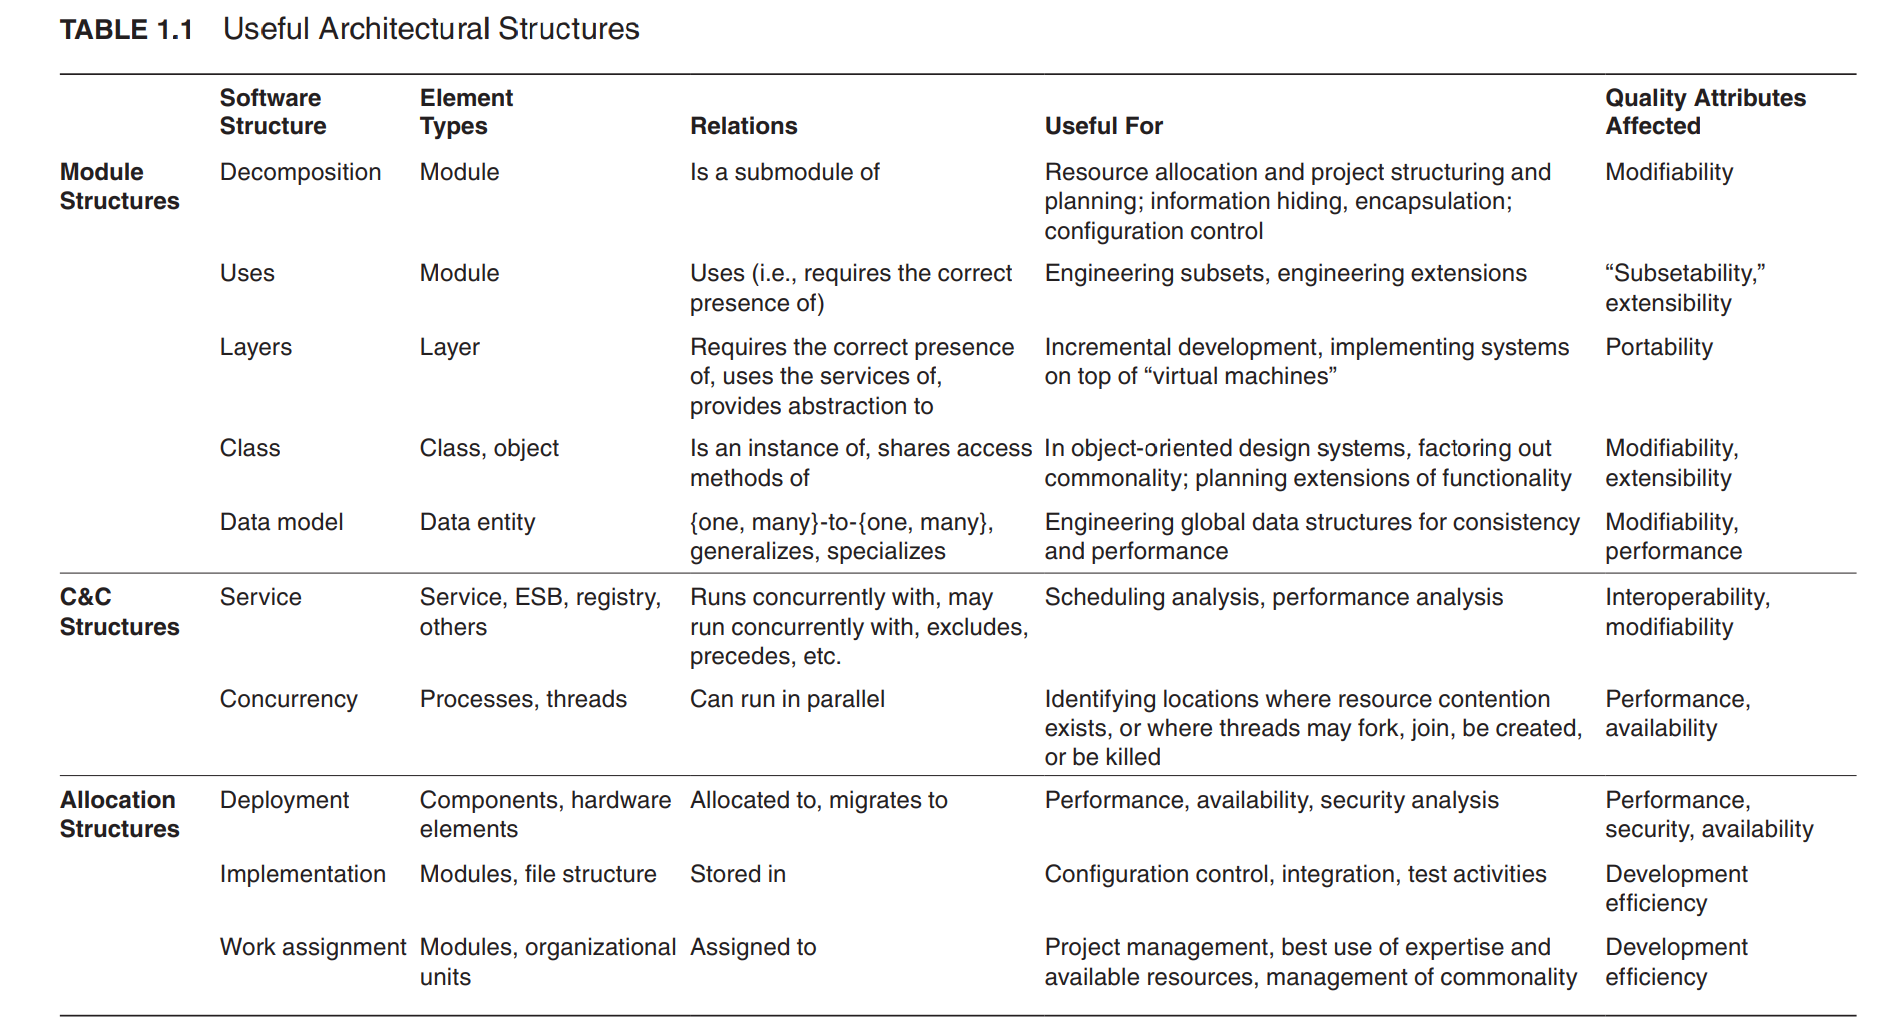 TABLE 1.1 Useful Architectural Structures
Software Structure
Element Types
Relations
Useful For
Quality Attributes Affected
Module Structures
Decomposition
Module
Is a submodule of
Resource allocation and project structuring and
planning; information hiding, encapsulation;
configuration control
Modifiability
Uses
Module
Uses (i.e., requires the correct
presence of)
Engineering subsets, engineering extensions
“Subsetability,”
extensibility
Layers
Layer
Requires the correct presence
of, uses the services of,
provides abstraction to
Incremental development, implementing systems
on top of “virtual machines”
Portability
Class
Class, object
Is an instance of, shares access
methods of
In object-oriented design systems, factoring out
commonality; planning extensions of functionality
Modifiability,
extensibility
Data model
Data entity
{one, many}-to-{one, many},
generalizes, specializes
Engineering global data structures for consistency
and performance
Modifiability,
performance
C&C
Structures
Service
Service, ESB, registry,
others
Runs concurrently with, may
run concurrently with, excludes,
precedes, etc.
Scheduling analysis, performance analysis
Interoperability,
modifiability
Concurrency
Processes, threads
Can run in parallel
Identifying locations where resource contention
exists, or where threads may fork, join, be created,
or be killed
Performance,
availability
Allocation
Structures
Deployment
Components, hardware
elements
Allocated to, migrates to
Performance, availability, security analysis
Performance,
security, availability
Implementation
Modules, file structure
Stored in
Configuration control, integration, test activities
Development
efficiency
Work assignment
Modules, organizational
units
Assigned to
Project management, best use of expertise and
available resources, management of commonality
Development
efficiency